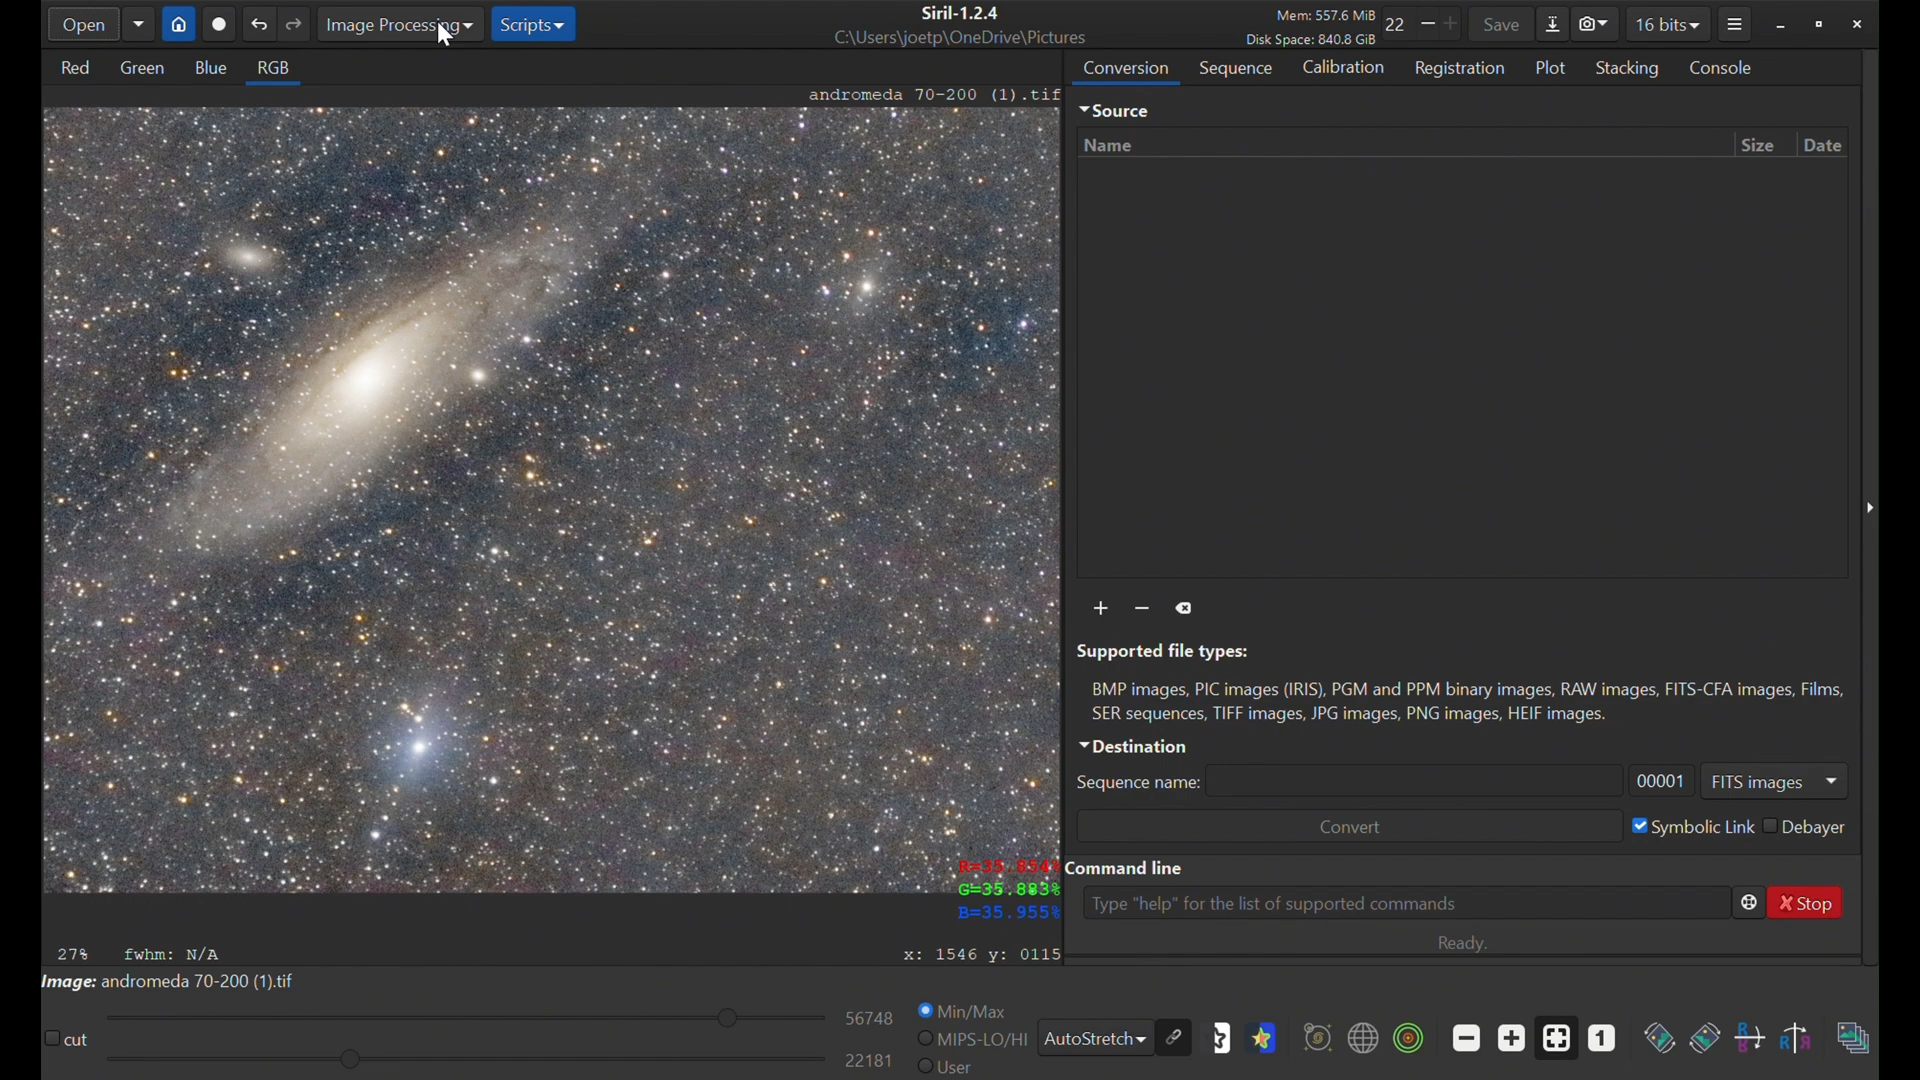 Open
Image Processing
Scripts
Siril-1.2.4
C:\Users\joetp\OneDrive\Pictures
Mem: 557.6 MiB
Disk Space: 840.8 GiB
22
Save
16 bits
Red
Green
Blue
RGB
Conversion
Sequence
Calibration
Registration
Plot
Stacking
Console
andromeda 70-200 (1).tif
Source
Name
Size
Date
Supported file types:
BMP images, PIC images (IRIS), PGM and PPM binary images, RAW images, FITS-CFA images, Films,
SER sequences, TIFF images, JPG images, PNG images, HEIF images.
Destination
Sequence name:
00001
FITS images
Convert
Symbolic Link
Debayer
R=35.854%
G=35.883%
B=35.955%
Command line
Type "help" for the list of supported commands
Stop
Ready.
27%
fwhm: N/A
x: 1546 y: 0115
Image: andromeda 70-200 (1).tif
cut
56748
22181
Min/Max
MIPS-LO/HI
User
AutoStretch
1
R
R
R R